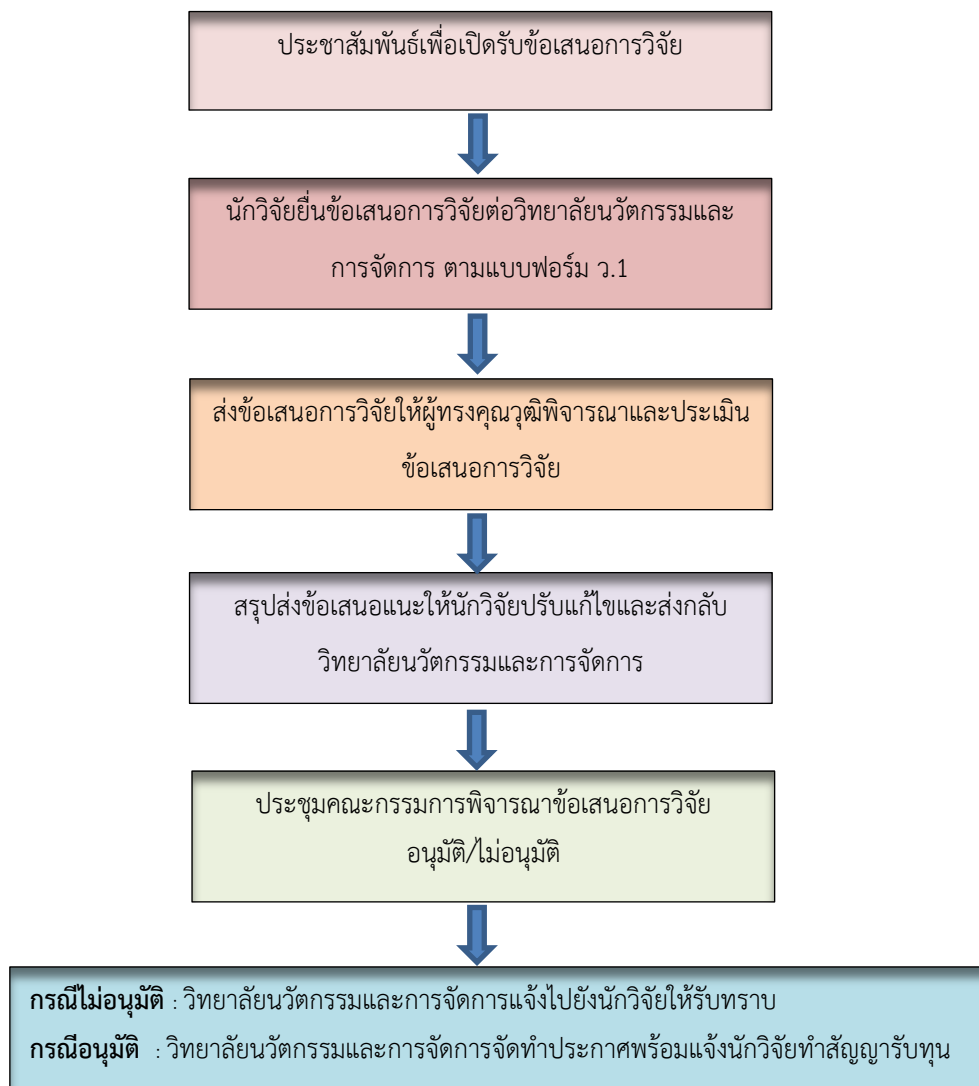 ประชาสัมพันธ์เพื่อเปิดรับข้อเสนอการวิจัย
นักวิจัยยื่นข้อเสนอการวิจัยต่อวิทยาลัยนวัตกรรมและ
การจัดการ ตามแบบฟอร์ม ว.1
ส่งข้อเสนอการวิจัยให้ผู้ทรงคุณวุฒิพิจารณาและประเมิน
ข้อเสนอการวิจัย
สรุปส่งข้อเสนอแนะให้นักวิจัยปรับแก้ไขและส่งกลับ
วิทยาลัยนวัตกรรมและการจัดการ
ประชุมคณะกรรมการพิจารณาข้อเสนอการวิจัย
อนุมัติ/ไม่อนุมัติ
กรณีไม่อนุมัติ : วิทยาลัยนวัตกรรมและการจัดการแจ้งไปยังนักวิจัยให้รับทราบ
กรณีอนุมัติ : วิทยาลัยนวัตกรรมและการจัดการจัดทำประกาศพร้อมแจ้งนักวิจัยทำสัญญารับทุน